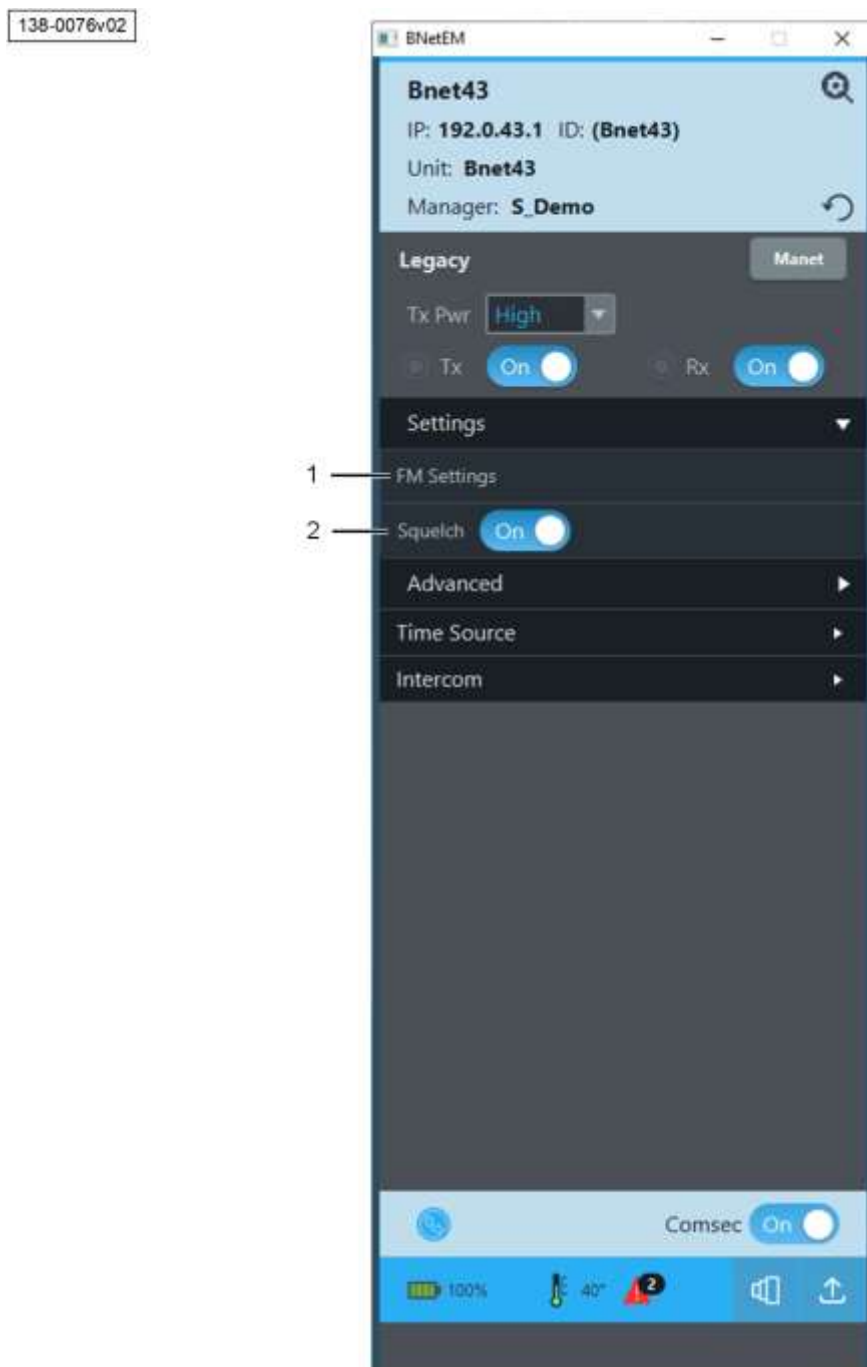 138-0076v02
BNetEM
Bnet43
IP: 192.0.43.1 ID: (Bnet43)
Unit: Bnet43
Manager: S_Demo
Legacy Manet
Tx Pwr High
Tx On Rx On
Settings
1 FM Settings
2 Squelch On
Advanced
Time Source
Intercom
Comsec On
100% 40° 2